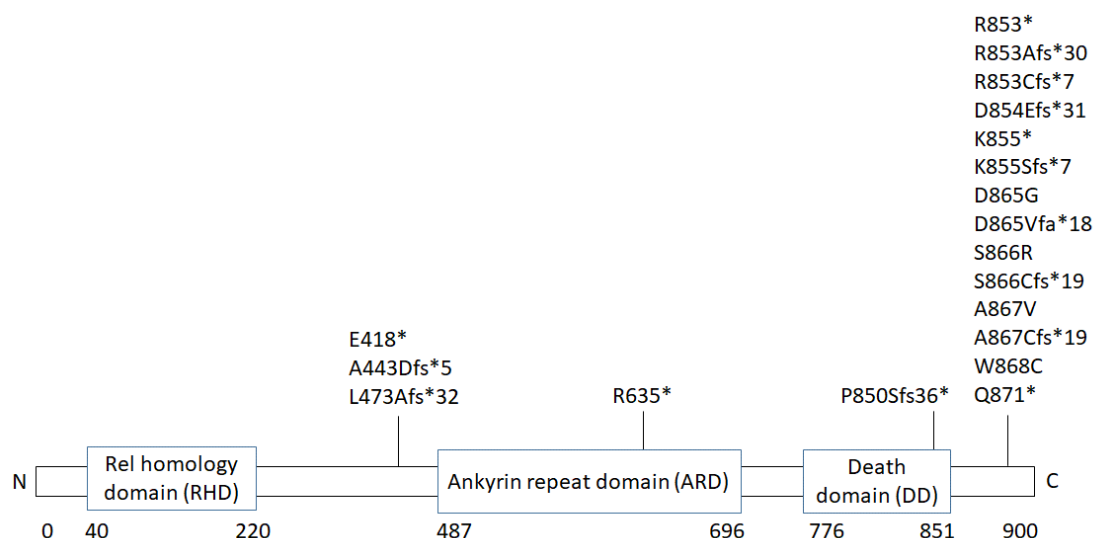 R853*
R853Afs*30
R853Cfs*7
D854Efs*31
K855*
K855Sfs*7
D865G
D865Vfa*18
S866R
S866Cfs*19
A867V
A867Cfs*19
W868C
Q871*
E418*
A443Dfs*5
L473Afs*32
R635*
P850Sfs36*
N
Rel homology
domain (RHD)
Ankyrin repeat domain (ARD)
Death
domain (DD)
C
0 40 220 487 696 776 851 900